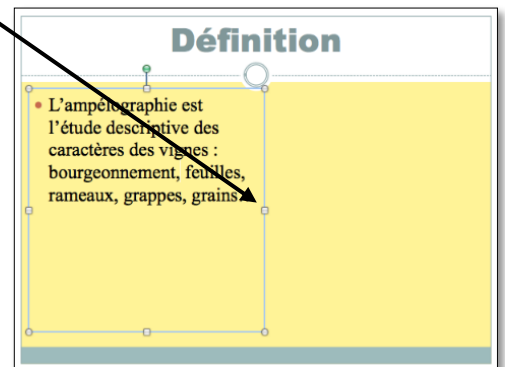 Définition
• L'ampélographie est
l'étude descriptive des
caractères des vignes :
bourgeonnement, feuilles,
rameaux, grappes, grains